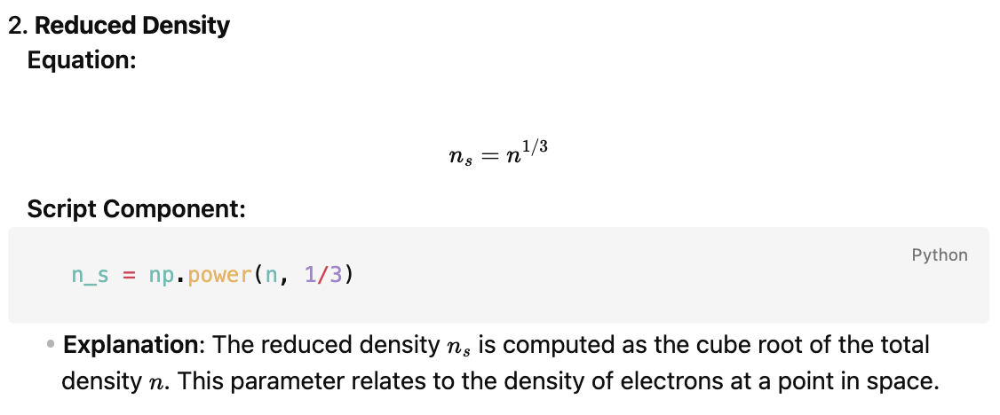 2. Reduced Density
Equation:
n_s = n^{1/3}
Script Component:
Python
n_s = np.power(n, 1/3)
• Explanation: The reduced density n_s is computed as the cube root of the total
density n. This parameter relates to the density of electrons at a point in space.